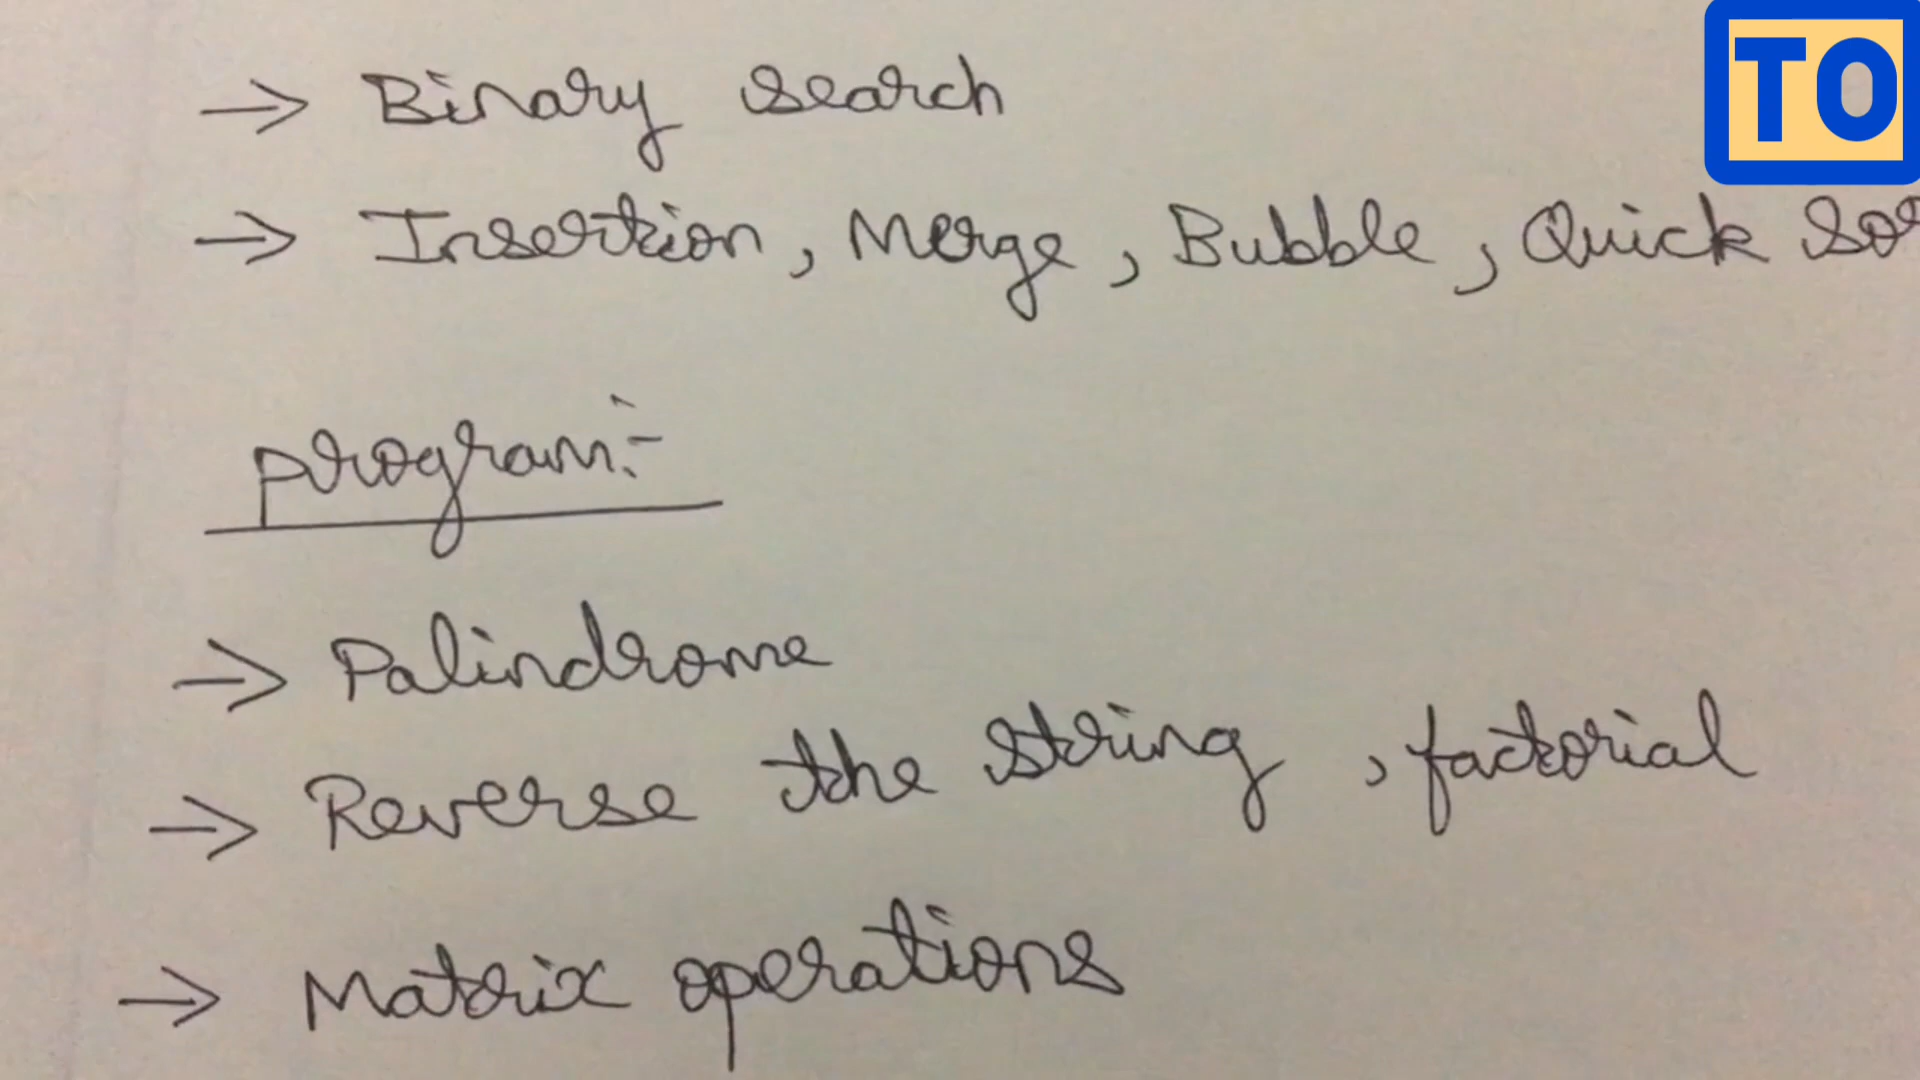 TO
→ Binary search
→ Insertion, Merge, Bubble, Quick
program:-
→ Palindrome
→ Reverse the string, factorial
→ Matrix operations